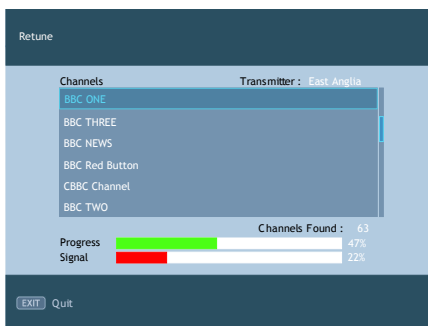 Retune
Channels Transmitter : East Anglia
BBC ONE
BBC THREE
BBC NEWS
BBC Red Button
CBBC Channel
BBC TWO
Channels Found : 63
Progress 47%
Signal 22%
EXIT Quit